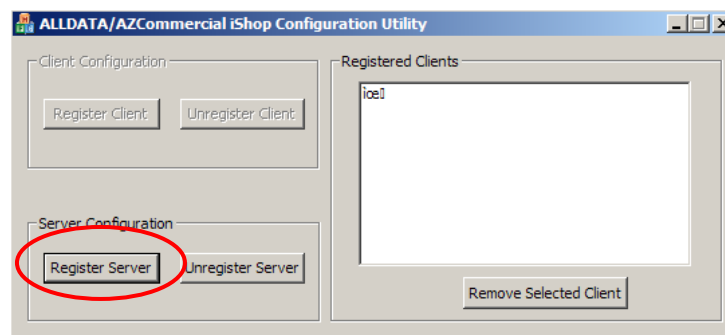 ALLDATA/AZCommercial iShop Configuration Utility
Client Configuration
Register Client
Unregister Client
Server Configuration
Register Server
Unregister Server
Registered Clients
Remove Selected Client